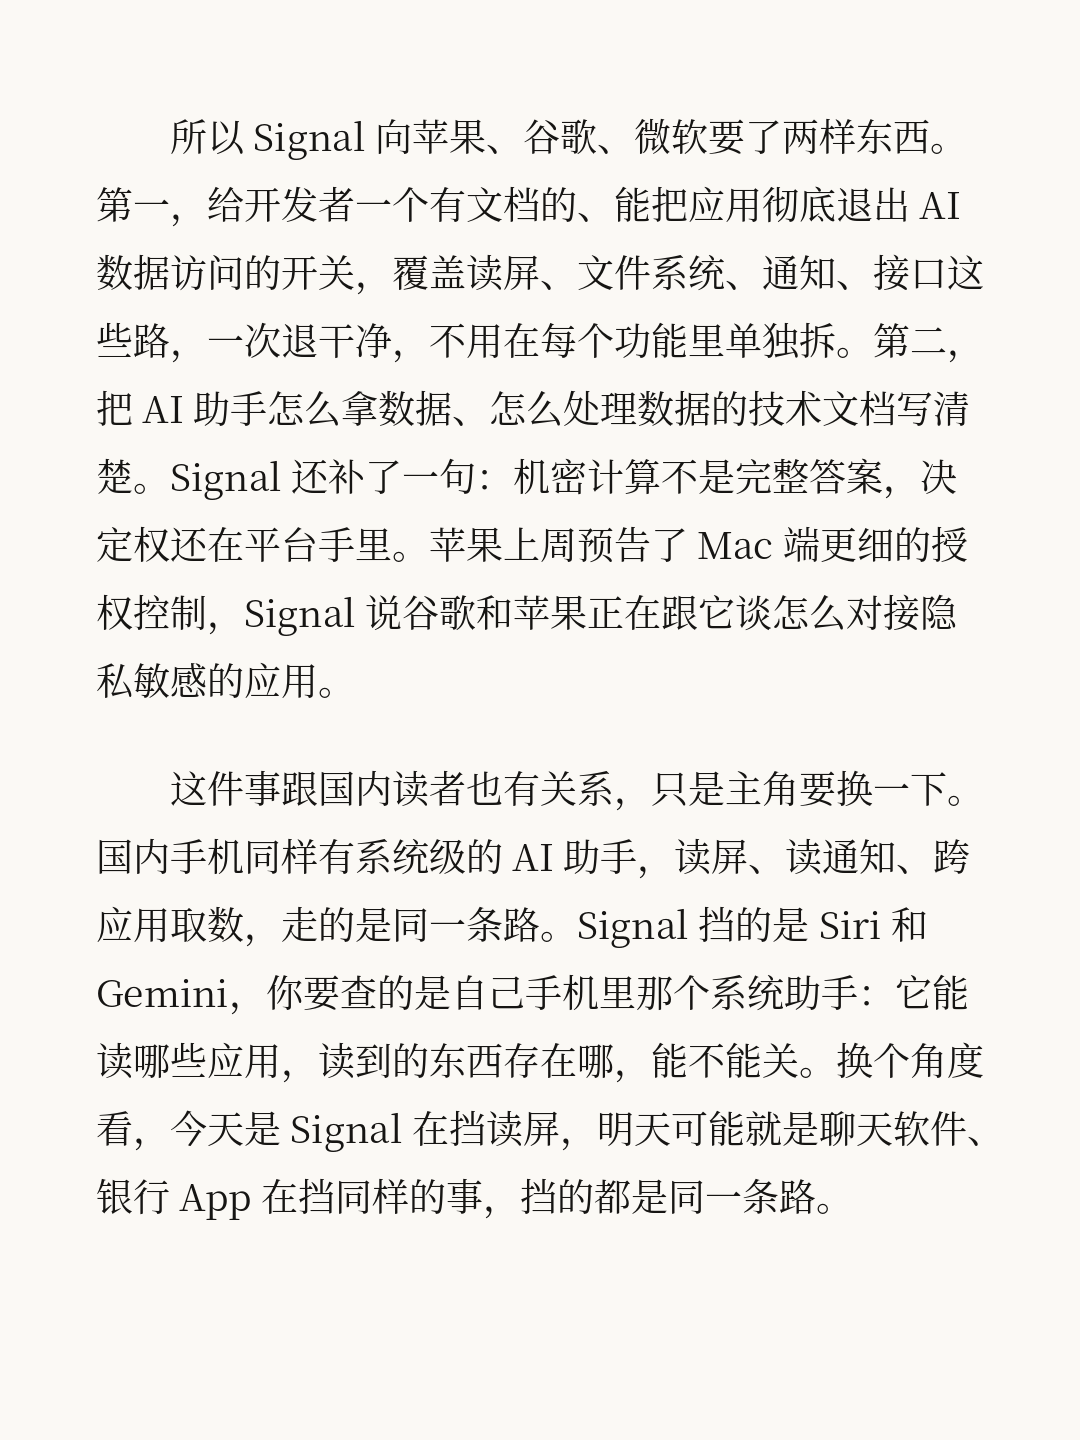 所以 Signal 向苹果、谷歌、微软要了两样东西。
第一，给开发者一个有文档的、能把应用彻底退出 AI
数据访问的开关，覆盖读屏、文件系统、通知、接口这
些路，一次退干净，不用在每个功能里单独拆。第二，
把 AI 助手怎么拿数据、怎么处理数据的技术文档写清
楚。Signal 还补了一句：机密计算不是完整答案，决
定权还在平台手里。苹果上周预告了 Mac 端更细的授
权控制，Signal 说谷歌和苹果正在跟它谈怎么对接隐
私敏感的应用。
这件事跟国内读者也有关系，只是主角要换一下。
国内手机同样有系统级的 AI 助手，读屏、读通知、跨
应用取数，走的是同一条路。Signal 挡的是 Siri 和
Gemini，你要查的是自己手机里那个系统助手：它能
读哪些应用，读到的东西存在哪，能不能关。换个角度
看，今天是 Signal 在挡读屏，明天可能就是聊天软件、
银行 App 在挡同样的事，挡的都是同一条路。